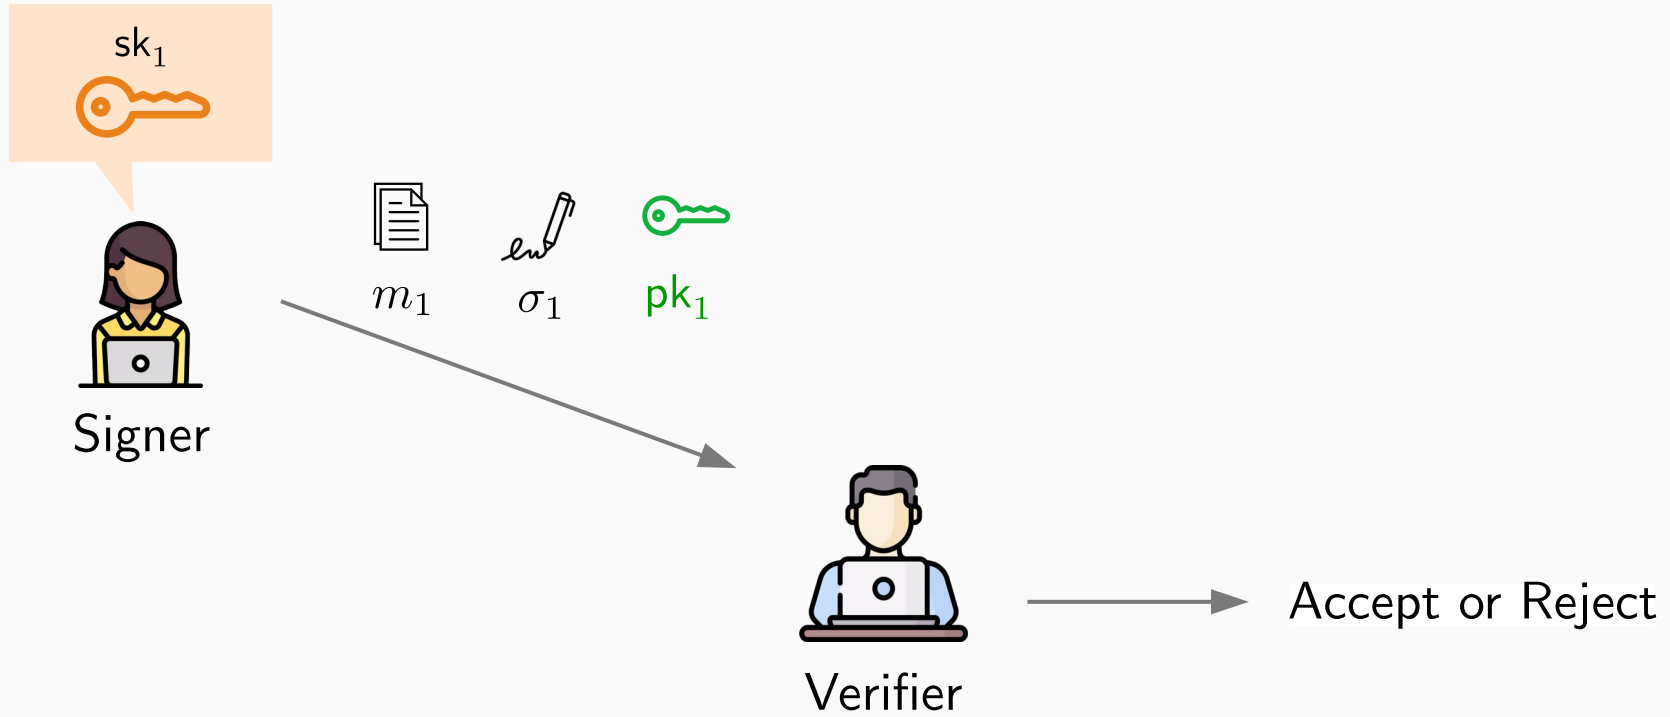 sk₁
m₁ σ₁ pk₁
Signer
Accept or Reject
Verifier